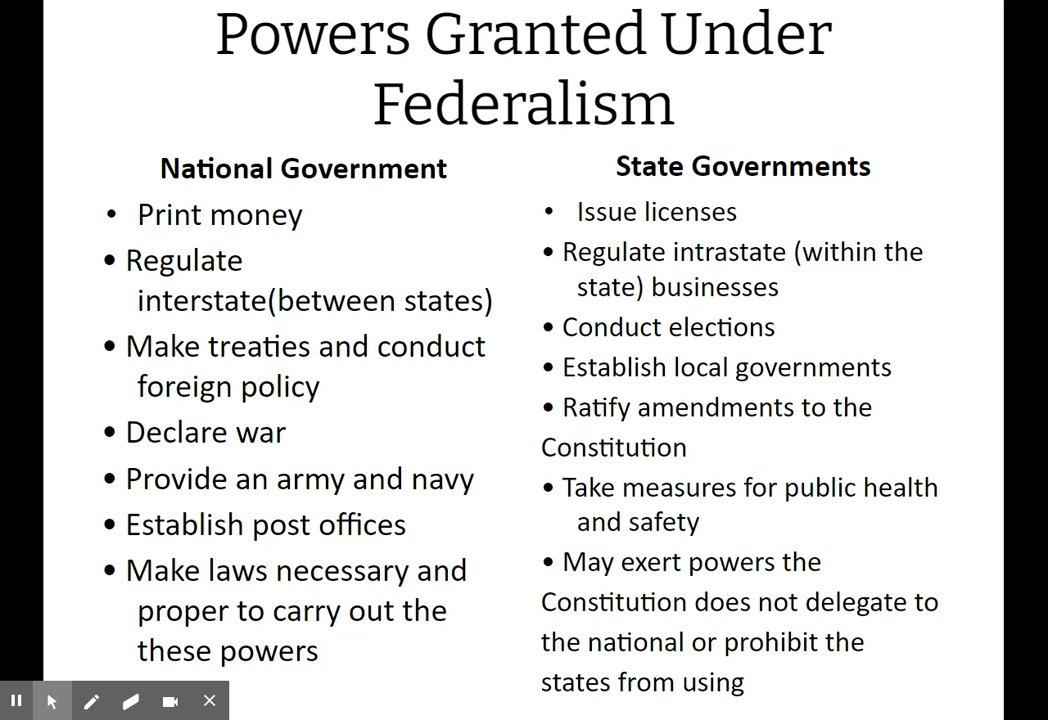 Powers Granted Under
Federalism
National Government
• Print money
• Regulate
interstate(between states)
• Make treaties and conduct
foreign policy
• Declare war
• Provide an army and navy
• Establish post offices
• Make laws necessary and
proper to carry out the
these powers
State Governments
• Issue licenses
• Regulate intrastate (within the
state) businesses
• Conduct elections
• Establish local governments
• Ratify amendments to the
Constitution
• Take measures for public health
and safety
• May exert powers the
Constitution does not delegate to
the national or prohibit the
states from using